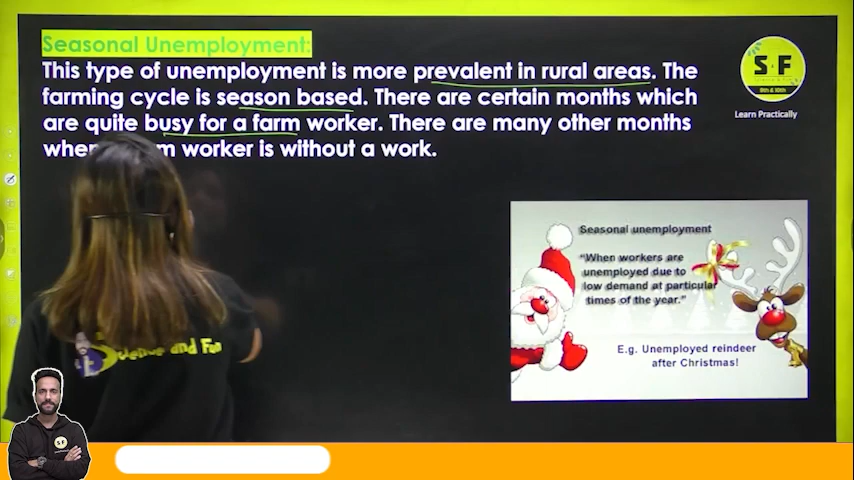 Seasonal Unemployment:
This type of unemployment is more prevalent in rural areas. The
farming cycle is season based. There are certain months which
are quite busy for a farm worker. There are many other months
worker is without a work.
S F
8th & 10th
Learn Practically
Seasonal unemployment
"When workers are
unemployed due to
low demand at particular
times of the year."
E.g. Unemployed reindeer
after Christmas!
Science and Fun
S F